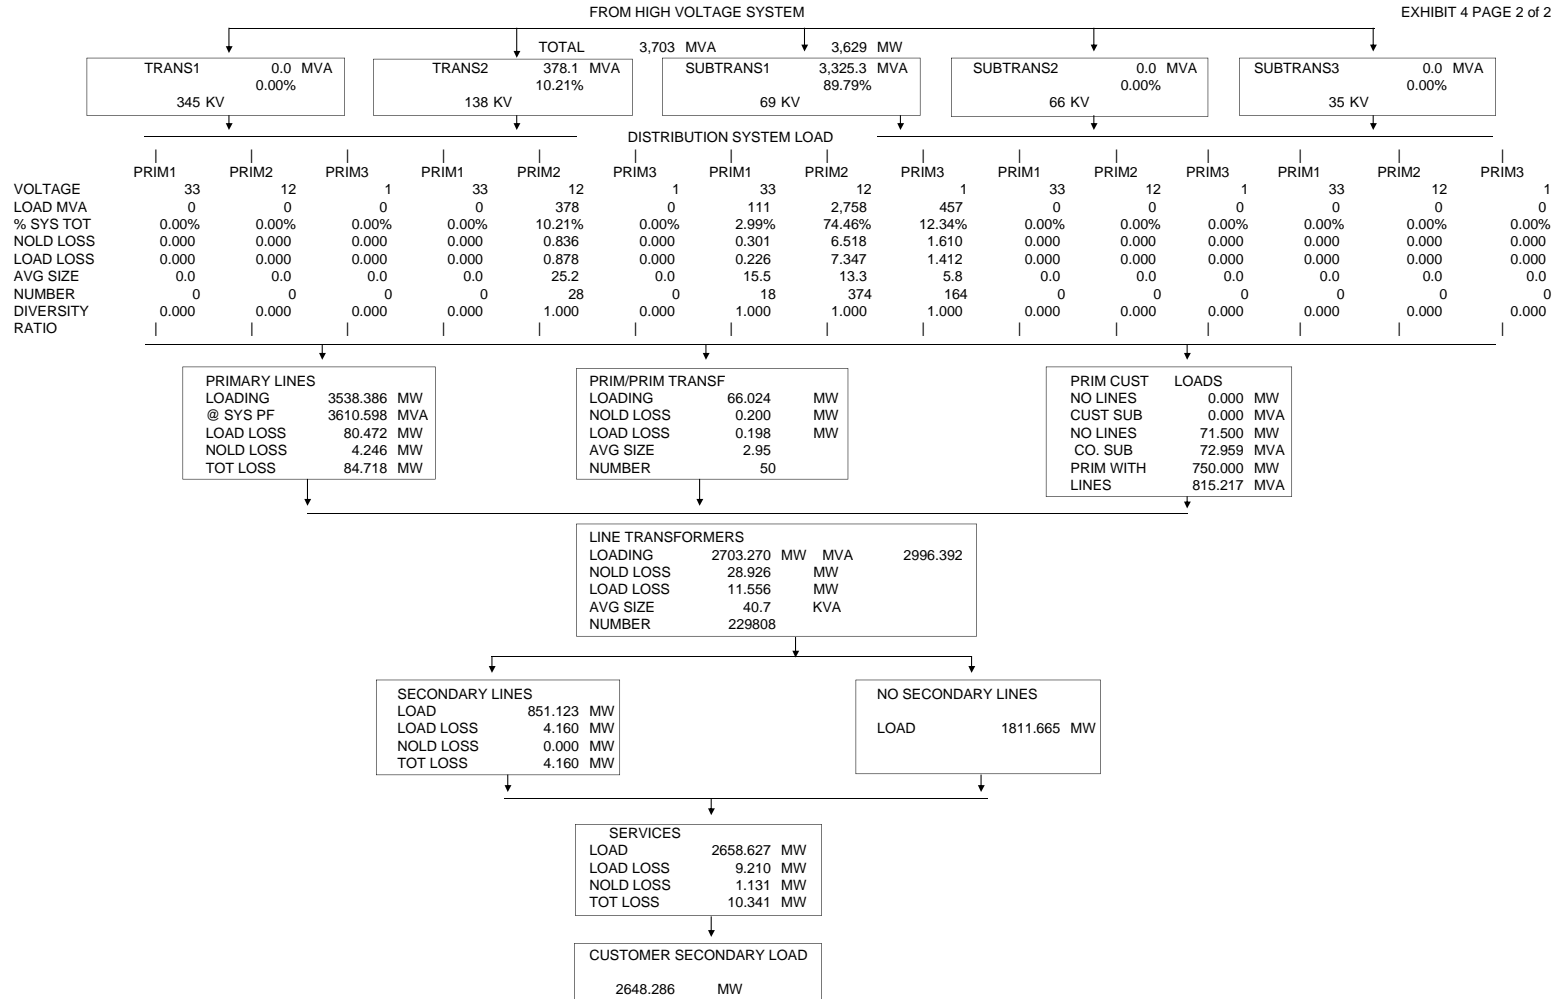 FROM HIGH VOLTAGE SYSTEM
EXHIBIT 4 PAGE 2 of 2
TOTAL 3,703 MVA 3,629 MW
TRANS1 0.0 MVA
0.00%
345 KV
TRANS2 378.1 MVA
10.21%
138 KV
SUBTRANS1 3,325.3 MVA
89.79%
69 KV
SUBTRANS2 0.0 MVA
0.00%
66 KV
SUBTRANS3 0.0 MVA
0.00%
35 KV
DISTRIBUTION SYSTEM LOAD
PRIM1 PRIM2 PRIM3 PRIM1 PRIM2 PRIM3 PRIM1 PRIM2 PRIM3 PRIM1 PRIM2 PRIM3 PRIM1 PRIM2 PRIM3
VOLTAGE 33 12 1 33 12 1 33 12 1 33 12 1 33 12 1
LOAD MVA 0 0 0 0 378 0 111 2,758 457 0 0 0 0 0 0
% SYS TOT 0.00% 0.00% 0.00% 0.00% 10.21% 0.00% 2.99% 74.46% 12.34% 0.00% 0.00% 0.00% 0.00% 0.00% 0.00%
NOLD LOSS 0.000 0.000 0.000 0.000 0.836 0.000 0.301 6.518 1.610 0.000 0.000 0.000 0.000 0.000 0.000
LOAD LOSS 0.000 0.000 0.000 0.000 0.878 0.000 0.226 7.347 1.412 0.000 0.000 0.000 0.000 0.000 0.000
AVG SIZE 0.0 0.0 0.0 0.0 25.2 0.0 15.5 13.3 5.8 0.0 0.0 0.0 0.0 0.0 0.0
NUMBER 0 0 0 0 28 0 18 374 164 0 0 0 0 0 0
DIVERSITY 0.000 0.000 0.000 0.000 1.000 0.000 1.000 1.000 1.000 0.000 0.000 0.000 0.000 0.000 0.000
RATIO
PRIMARY LINES
LOADING 3538.386 MW
@ SYS PF 3610.598 MVA
LOAD LOSS 80.472 MW
NOLD LOSS 4.246 MW
TOT LOSS 84.718 MW
PRIM/PRIM TRANSF
LOADING 66.024 MW
NOLD LOSS 0.200 MW
LOAD LOSS 0.198 MW
AVG SIZE 2.95
NUMBER 50
PRIM CUST LOADS
NO LINES 0.000 MW
CUST SUB 0.000 MVA
NO LINES 71.500 MW
CO. SUB 72.959 MVA
PRIM WITH 750.000 MW
LINES 815.217 MVA
LINE TRANSFORMERS
LOADING 2703.270 MW MVA 2996.392
NOLD LOSS 28.926 MW
LOAD LOSS 11.556 MW
AVG SIZE 40.7 KVA
NUMBER 229808
SECONDARY LINES
LOAD 851.123 MW
LOAD LOSS 4.160 MW
NOLD LOSS 0.000 MW
TOT LOSS 4.160 MW
NO SECONDARY LINES
LOAD 1811.665 MW
SERVICES
LOAD 2658.627 MW
LOAD LOSS 9.210 MW
NOLD LOSS 1.131 MW
TOT LOSS 10.341 MW
CUSTOMER SECONDARY LOAD
2648.286 MW